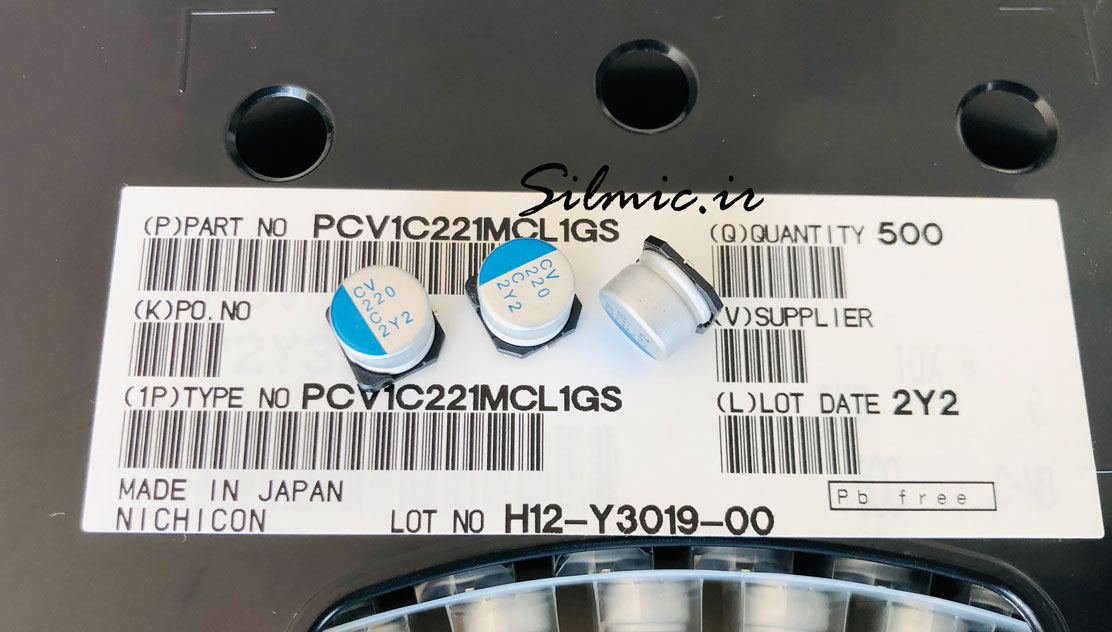 Silmic.ir
(P)PART NO PCV1C221MCL1GS
(Q)QUANTITY 500
CV
220
C
2Y2
CV
220
C
2Y2
(K)PO.NO
V)SUPPLIER
(1P)TYPE NO PCV1C221MCL1GS
(L)LOT DATE 2Y2
MADE IN JAPAN
Pb free
NICHICON
LOT NO H12-Y3019-00